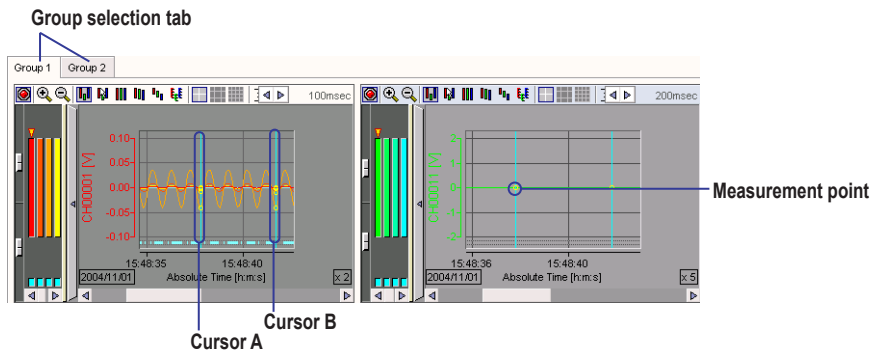 Group selection tab
Group 1 Group 2
100msec
200msec
CH00001 [V]
0.10
0.05
0.00
-0.05
-0.10
15:48:35 15:48:40
2004/11/01 Absolute Time [h:m:s] x 2
CH00011 [V]
2
1
0
-1
-2
15:48:36 15:48:40
2004/11/01 Absolute Time [h:m:s] x 5
Measurement point
Cursor B
Cursor A